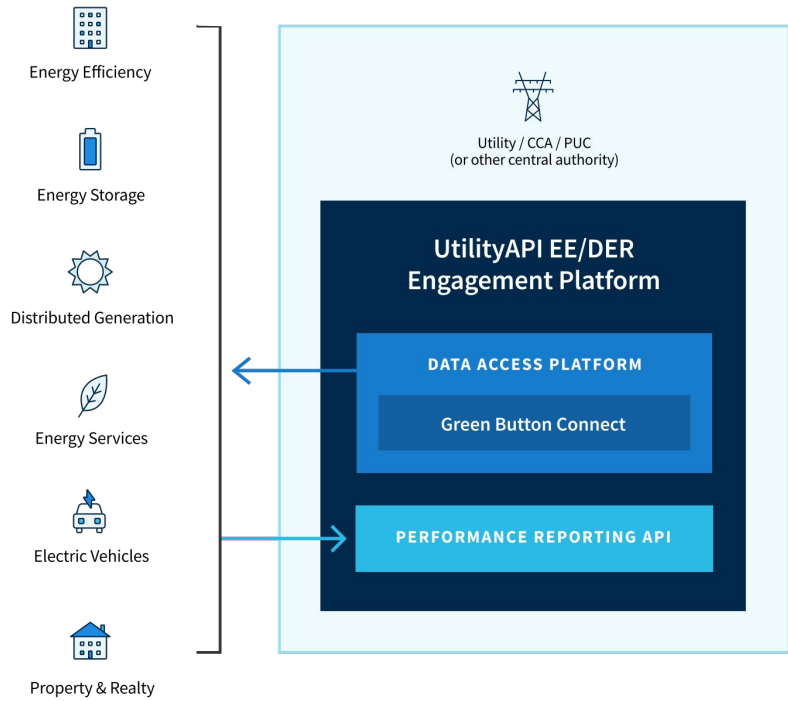 Energy Efficiency
Energy Storage
Distributed Generation
Energy Services
Electric Vehicles
Property & Realty
Utility / CCA / PUC
(or other central authority)
UtilityAPI EE/DER
Engagement Platform
DATA ACCESS PLATFORM
Green Button Connect
PERFORMANCE REPORTING API